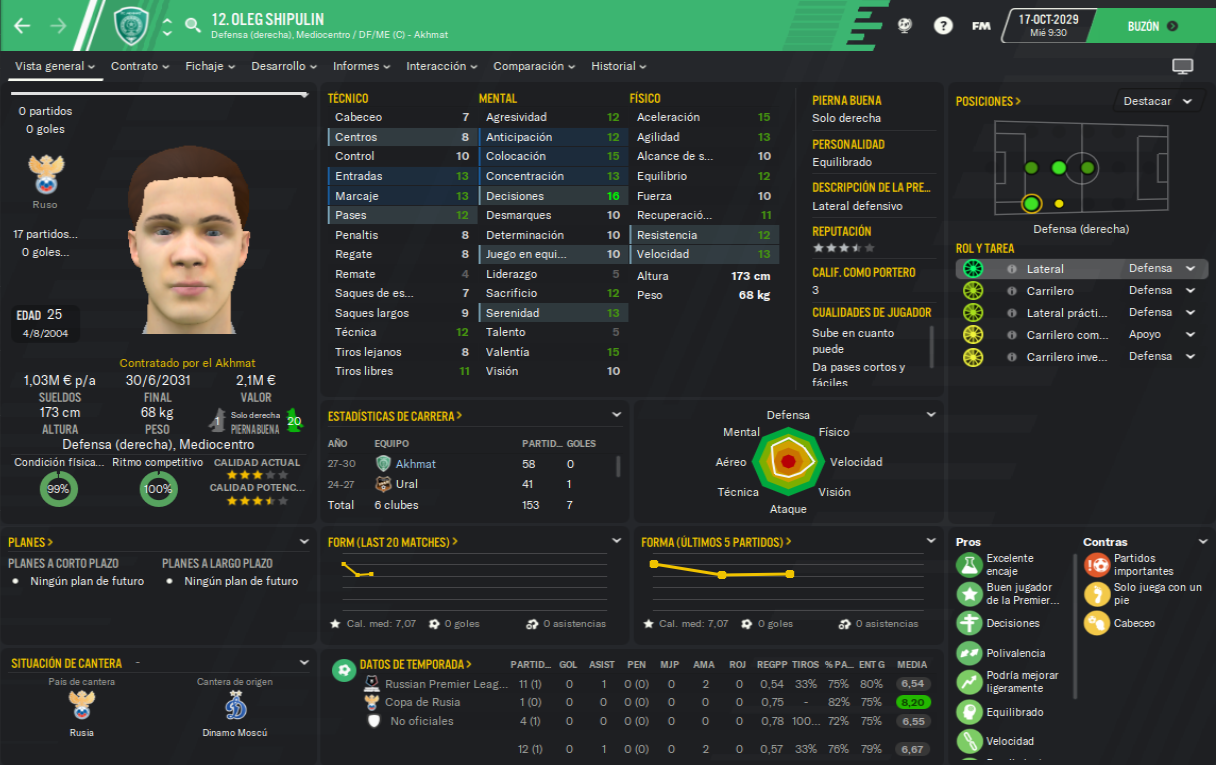 12. OLEG SHIPULIN
Defensa (derecha), Mediocentro / DF/ME (C) - Akhmat
FM
17-OCT-2029
Mié 9:30
BUZÓN
Vista general
Contrato
Fichaje
Desarrollo
Informes
Interacción
Comparación
Historial
0 partidos
0 goles
Ruso
17 partidos...
0 goles...
EDAD 25
4/8/2004
Contratado por el Akhmat
1,03M € p/a 30/6/2031 2,1M €
SUELDOS FINAL VALOR
173 cm 68 kg 1 Solo derecha 20
ALTURA PESO PIERNA BUENA
Defensa (derecha), Mediocentro
Condición física... Ritmo competitivo
99% 100%
CALIDAD ACTUAL
CALIDAD POTENC...
TÉCNICO
Cabeceo 7
Centros 8
Control 10
Entradas 13
Marcaje 13
Pases 12
Penaltis 8
Regate 8
Remate 4
Saques de es... 7
Saques largos 9
Técnica 12
Tiros lejanos 8
Tiros libres 11
MENTAL
Agresividad 12
Anticipación 12
Colocación 15
Concentración 13
Decisiones 16
Desmarques 10
Determinación 10
Juego en equi... 10
Liderazgo 5
Sacrificio 12
Serenidad 13
Talento 5
Valentía 15
Visión 10
FÍSICO
Aceleración 15
Agilidad 13
Alcance de s... 10
Equilibrio 12
Fuerza 10
Recuperació... 11
Resistencia 12
Velocidad 13
Altura 173 cm
Peso 68 kg
PIERNA BUENA
Solo derecha
PERSONALIDAD
Equilibrado
DESCRIPCIÓN DE LA PRE...
Lateral defensivo
REPUTACIÓN
CALIF. COMO PORTERO
3
CUALIDADES DE JUGADOR
Sube en cuanto
puede
Da pases cortos y
fáciles
POSICIONES >
Destacar
Defensa (derecha)
ROL Y TAREA
Lateral Defensa
Carrilero Defensa
Lateral prácti... Defensa
Carrilero com... Apoyo
Carrilero inve... Defensa
ESTADÍSTICAS DE CARRERA >
AÑO EQUIPO PARTID... GOLES
27-30 Akhmat 58 0
24-27 Ural 41 1
Total 6 clubes 153 7
Defensa
Mental Físico
Aéreo Velocidad
Técnica Visión
Ataque
PLANES >
PLANES A CORTO PLAZO PLANES A LARGO PLAZO
• Ningún plan de futuro • Ningún plan de futuro
FORM (LAST 20 MATCHES) >
Cal. med: 7,07 0 goles 0 asistencias
FORMA (ÚLTIMOS 5 PARTIDOS) >
Cal. med: 7,07 0 goles 0 asistencias
Pros
Excelente
encaje
Buen jugador
de la Premier...
Decisiones
Polivalencia
Podría mejorar
ligeramente
Equilibrado
Velocidad
Contras
Partidos
importantes
Solo juega con un
pie
Cabeceo
SITUACIÓN DE CANTERA -
País de cantera Cantera de origen
Rusia Dinamo Moscú
DATOS DE TEMPORADA > PARTID... GOL ASIST PEN MJP AMA ROJ REGPP TIROS % PA... ENT G MEDIA
Russian Premier Leag... 11 (1) 0 1 0 (0) 0 2 0 0,54 33% 75% 80% 6,54
Copa de Rusia 1 (0) 0 0 0 (0) 0 0 0 0,75 - 82% 75% 8,20
No oficiales 4 (1) 0 0 0 (0) 0 0 0 0,78 100... 72% 75% 6,55
12 (1) 0 1 0 (0) 0 2 0 0,57 33% 76% 79% 6,67